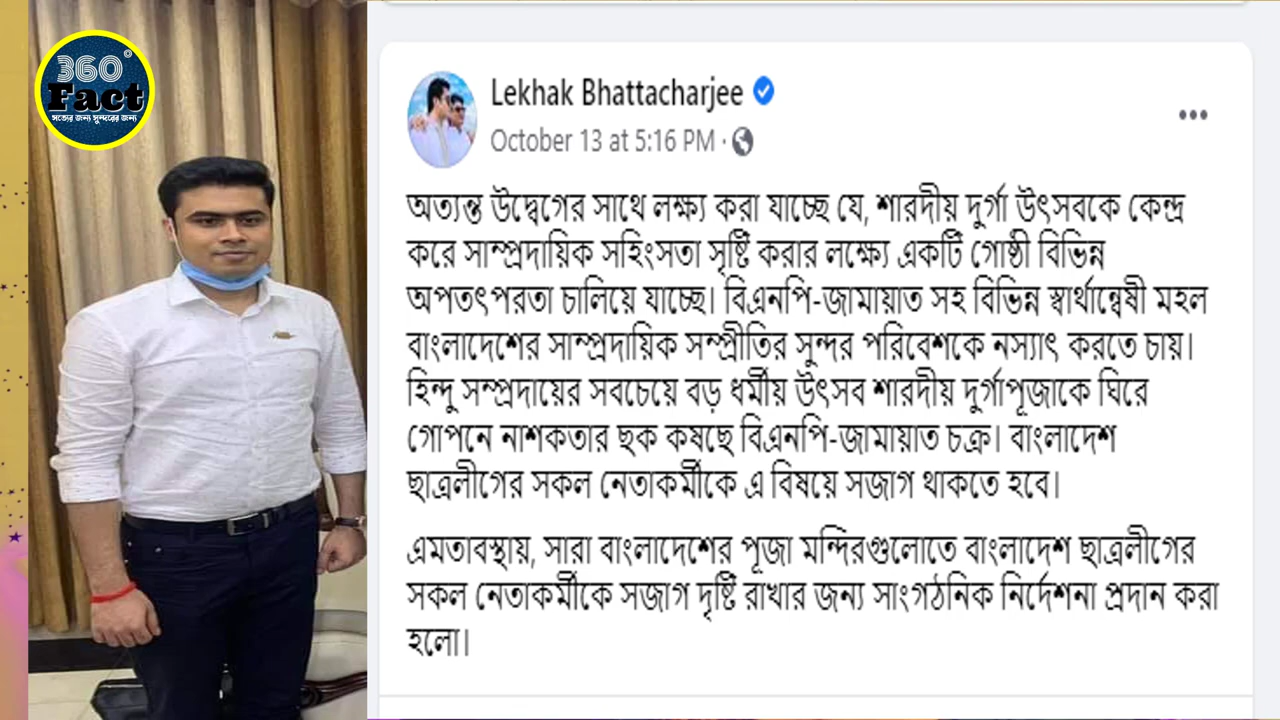 360°
Fact
সত্যের জন্য সুন্দরের জন্য
Lekhak Bhattacharjee
October 13 at 5:16 PM ·
অত্যন্ত উদ্বেগের সাথে লক্ষ্য করা যাচ্ছে যে, শারদীয় দুর্গা উৎসবকে কেন্দ্র
করে সাম্প্রদায়িক সহিংসতা সৃষ্টি করার লক্ষ্যে একটি গোষ্ঠী বিভিন্ন
অপতৎপরতা চালিয়ে যাচ্ছে। বিএনপি-জামায়াত সহ বিভিন্ন স্বার্থান্বেষী মহল
বাংলাদেশের সাম্প্রদায়িক সম্প্রীতির সুন্দর পরিবেশকে নস্যাৎ করতে চায়।
হিন্দু সম্প্রদায়ের সবচেয়ে বড় ধর্মীয় উৎসব শারদীয় দুর্গাপূজাকে ঘিরে
গোপনে নাশকতার ছক কষছে বিএনপি-জামায়াত চক্র। বাংলাদেশ
ছাত্রলীগের সকল নেতাকর্মীকে এ বিষয়ে সজাগ থাকতে হবে।
এমতাবস্থায়, সারা বাংলাদেশের পূজা মন্দিরগুলোতে বাংলাদেশ ছাত্রলীগের
সকল নেতাকর্মীকে সজাগ দৃষ্টি রাখার জন্য সাংগঠনিক নির্দেশনা প্রদান করা
হলো।